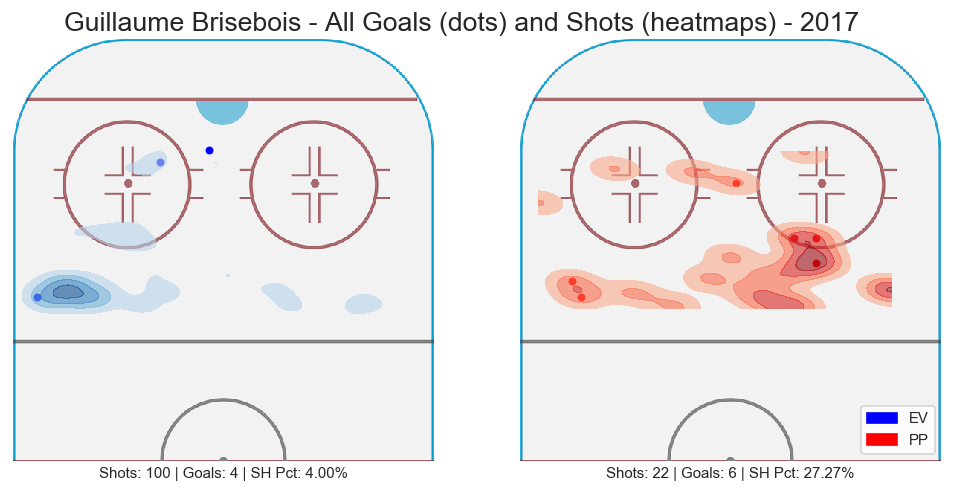 Guillaume Brisebois - All Goals (dots) and Shots (heatmaps) - 2017
EV
PP
Shots: 100 | Goals: 4 | SH Pct: 4.00%
Shots: 22 | Goals: 6 | SH Pct: 27.27%